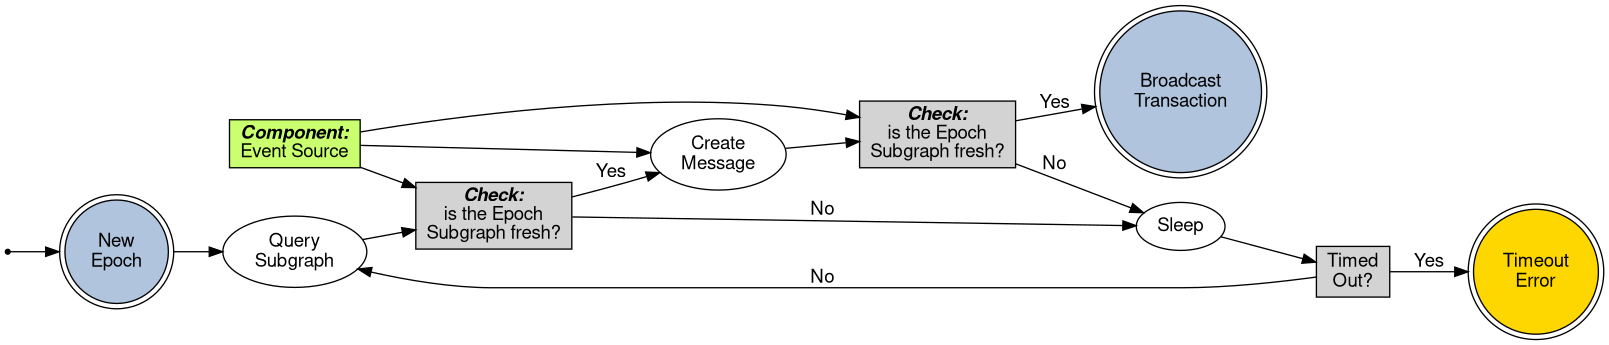 New
Epoch
Component:
Event Source
Query
Subgraph
Check:
is the Epoch
Subgraph fresh?
Yes
No
No
Create
Message
Check:
is the Epoch
Subgraph fresh?
Yes
No
Broadcast
Transaction
Sleep
Timed
Out?
Yes
Timeout
Error